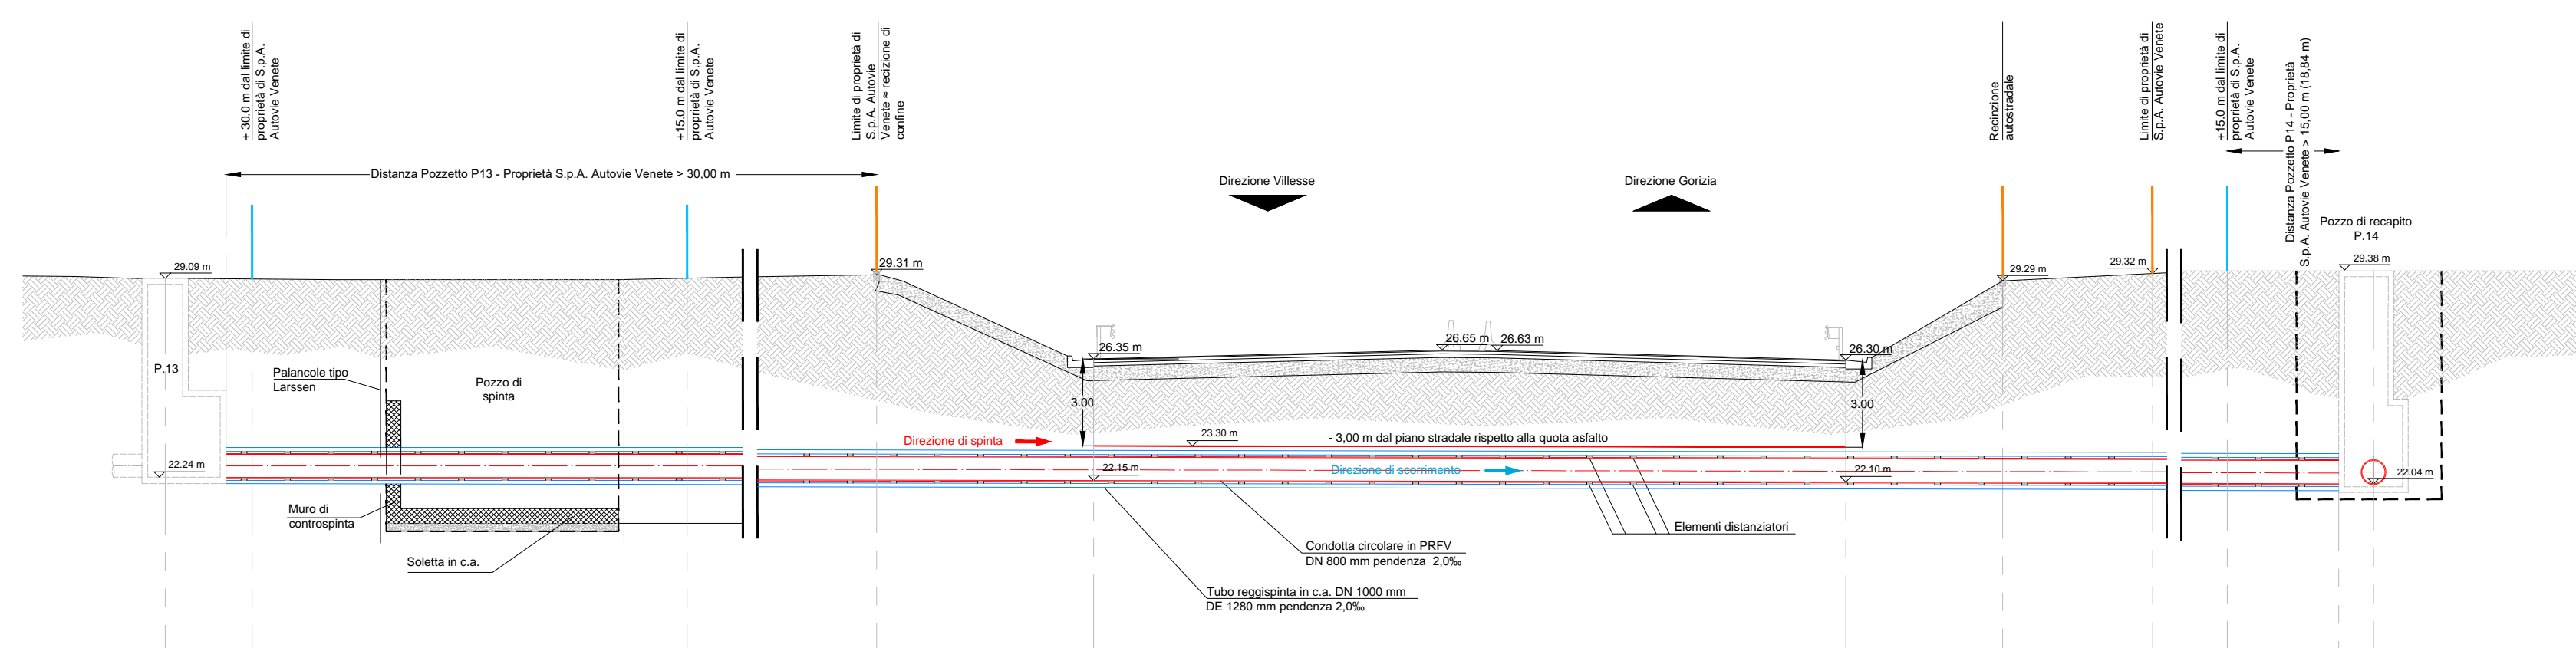 + 30.0 m dal limite di
proprietà di S.p.A.
Autovie Venete
+15.0 m dal limite di
proprietà di S.p.A.
Autovie Venete
Limite di proprietà di
S.p.A. Autovie
Venete ≈ recizione di
confine
Recinzione
autostradale
Limite di proprietà di
S.p.A. Autovie Venete
+15.0 m dal limite di
proprietà di S.p.A.
Autovie Venete
Distanza Pozzetto P14 - Proprietà
S.p.A. Autovie Venete > 15,00 m (18,84 m)
Distanza Pozzetto P13 - Proprietà S.p.A. Autovie Venete > 30,00 m
Direzione Villesse
Direzione Gorizia
Pozzo di recapito
P.14
29.09 m
29.31 m
29.29 m
29.32 m
29.38 m
26.35 m
26.65 m
26.63 m
26.30 m
P.13
Palancole tipo
Larssen
Pozzo di
spinta
3.00
3.00
Direzione di spinta
23.30 m
- 3,00 m dal piano stradale rispetto alla quota asfalto
22.24 m
22.15 m
Direzione di scorrimento
22.10 m
22.04 m
Muro di
controspinta
Elementi distanziatori
Soletta in c.a.
Condotta circolare in PRFV
DN 800 mm pendenza 2,0‰
Tubo reggispinta in c.a. DN 1000 mm
DE 1280 mm pendenza 2,0‰